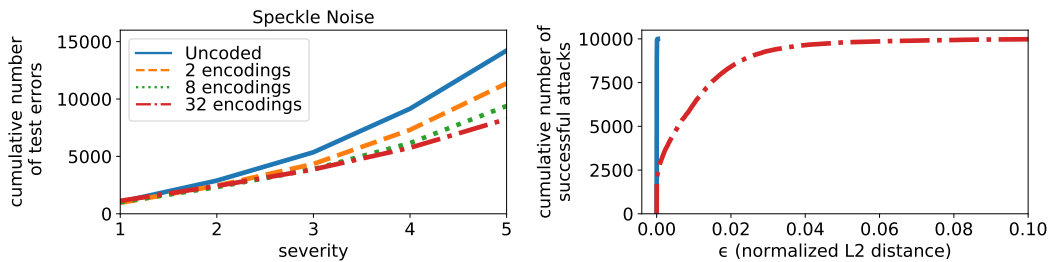 Speckle Noise
cumulative number
of test errors
15000
10000
5000
0
Uncoded
2 encodings
8 encodings
32 encodings
1 2 3 4 5
severity
cumulative number of
successful attacks
10000
7500
5000
2500
0
0.00 0.02 0.04 0.06 0.08 0.10
ϵ (normalized L2 distance)